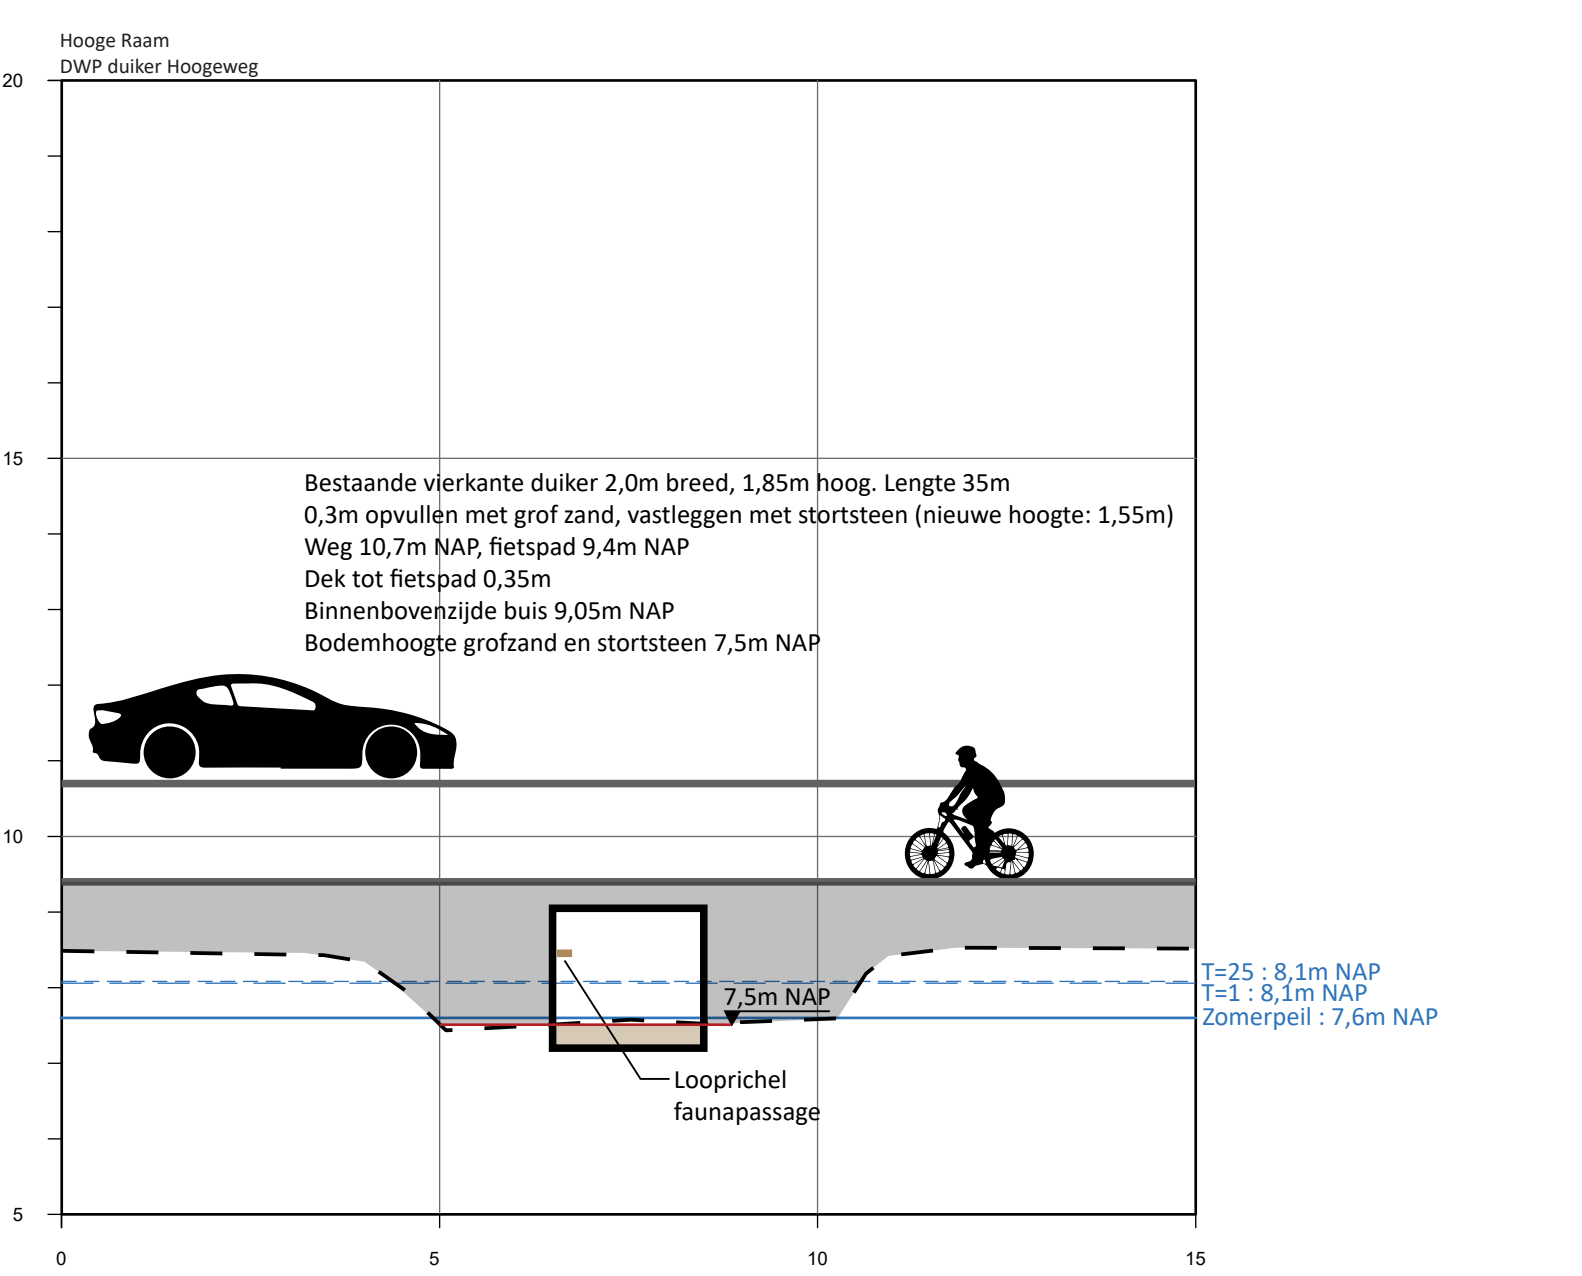 Hooge Raam
DWP duiker Hoogeweg
20
15
Bestaande vierkante duiker 2,0m breed, 1,85m hoog. Lengte 35m
0,3m opvullen met grof zand, vastleggen met stortsteen (nieuwe hoogte: 1,55m)
Weg 10,7m NAP, fietspad 9,4m NAP
Dek tot fietspad 0,35m
Binnenbovenzijde buis 9,05m NAP
Bodemhoogte grofzand en stortsteen 7,5m NAP
10
T=25 : 8,1m NAP
T=1 : 8,1m NAP
7,5m NAP
Zomerpeil : 7,6m NAP
Looprichel
faunapassage
5
0 5 10 15